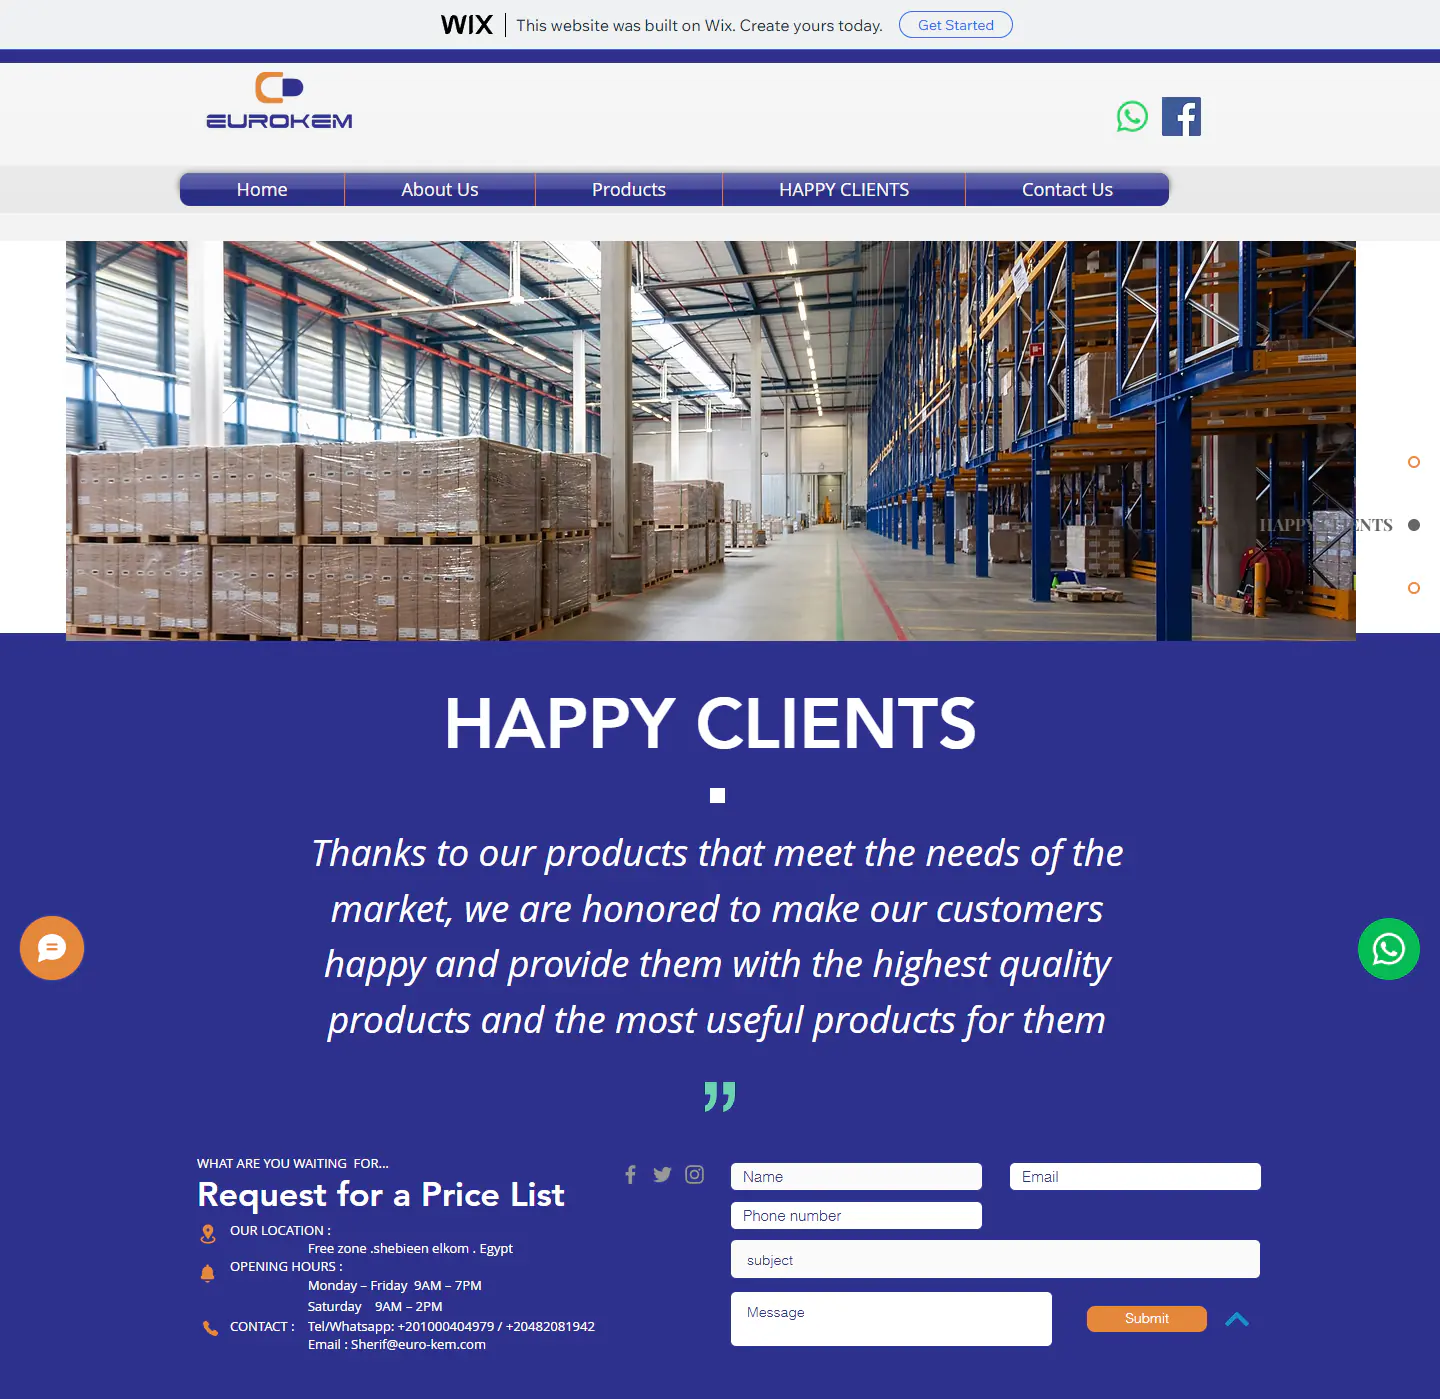 WIX This website was built on Wix. Create yours today. Get Started
EUROKEM
Home About Us Products HAPPY CLIENTS Contact Us
HAPPY CLIENTS
HAPPY CLIENTS
Thanks to our products that meet the needs of the
market, we are honored to make our customers
happy and provide them with the highest quality
products and the most useful products for them
”
WHAT ARE YOU WAITING FOR...
Request for a Price List
OUR LOCATION :
Free zone .shebieen elkom . Egypt
OPENING HOURS :
Monday – Friday 9AM – 7PM
Saturday 9AM – 2PM
CONTACT : Tel/Whatsapp: +201000404979 / +20482081942
Email : Sherif@euro-kem.com
Name Email
Phone number
subject
Message
Submit